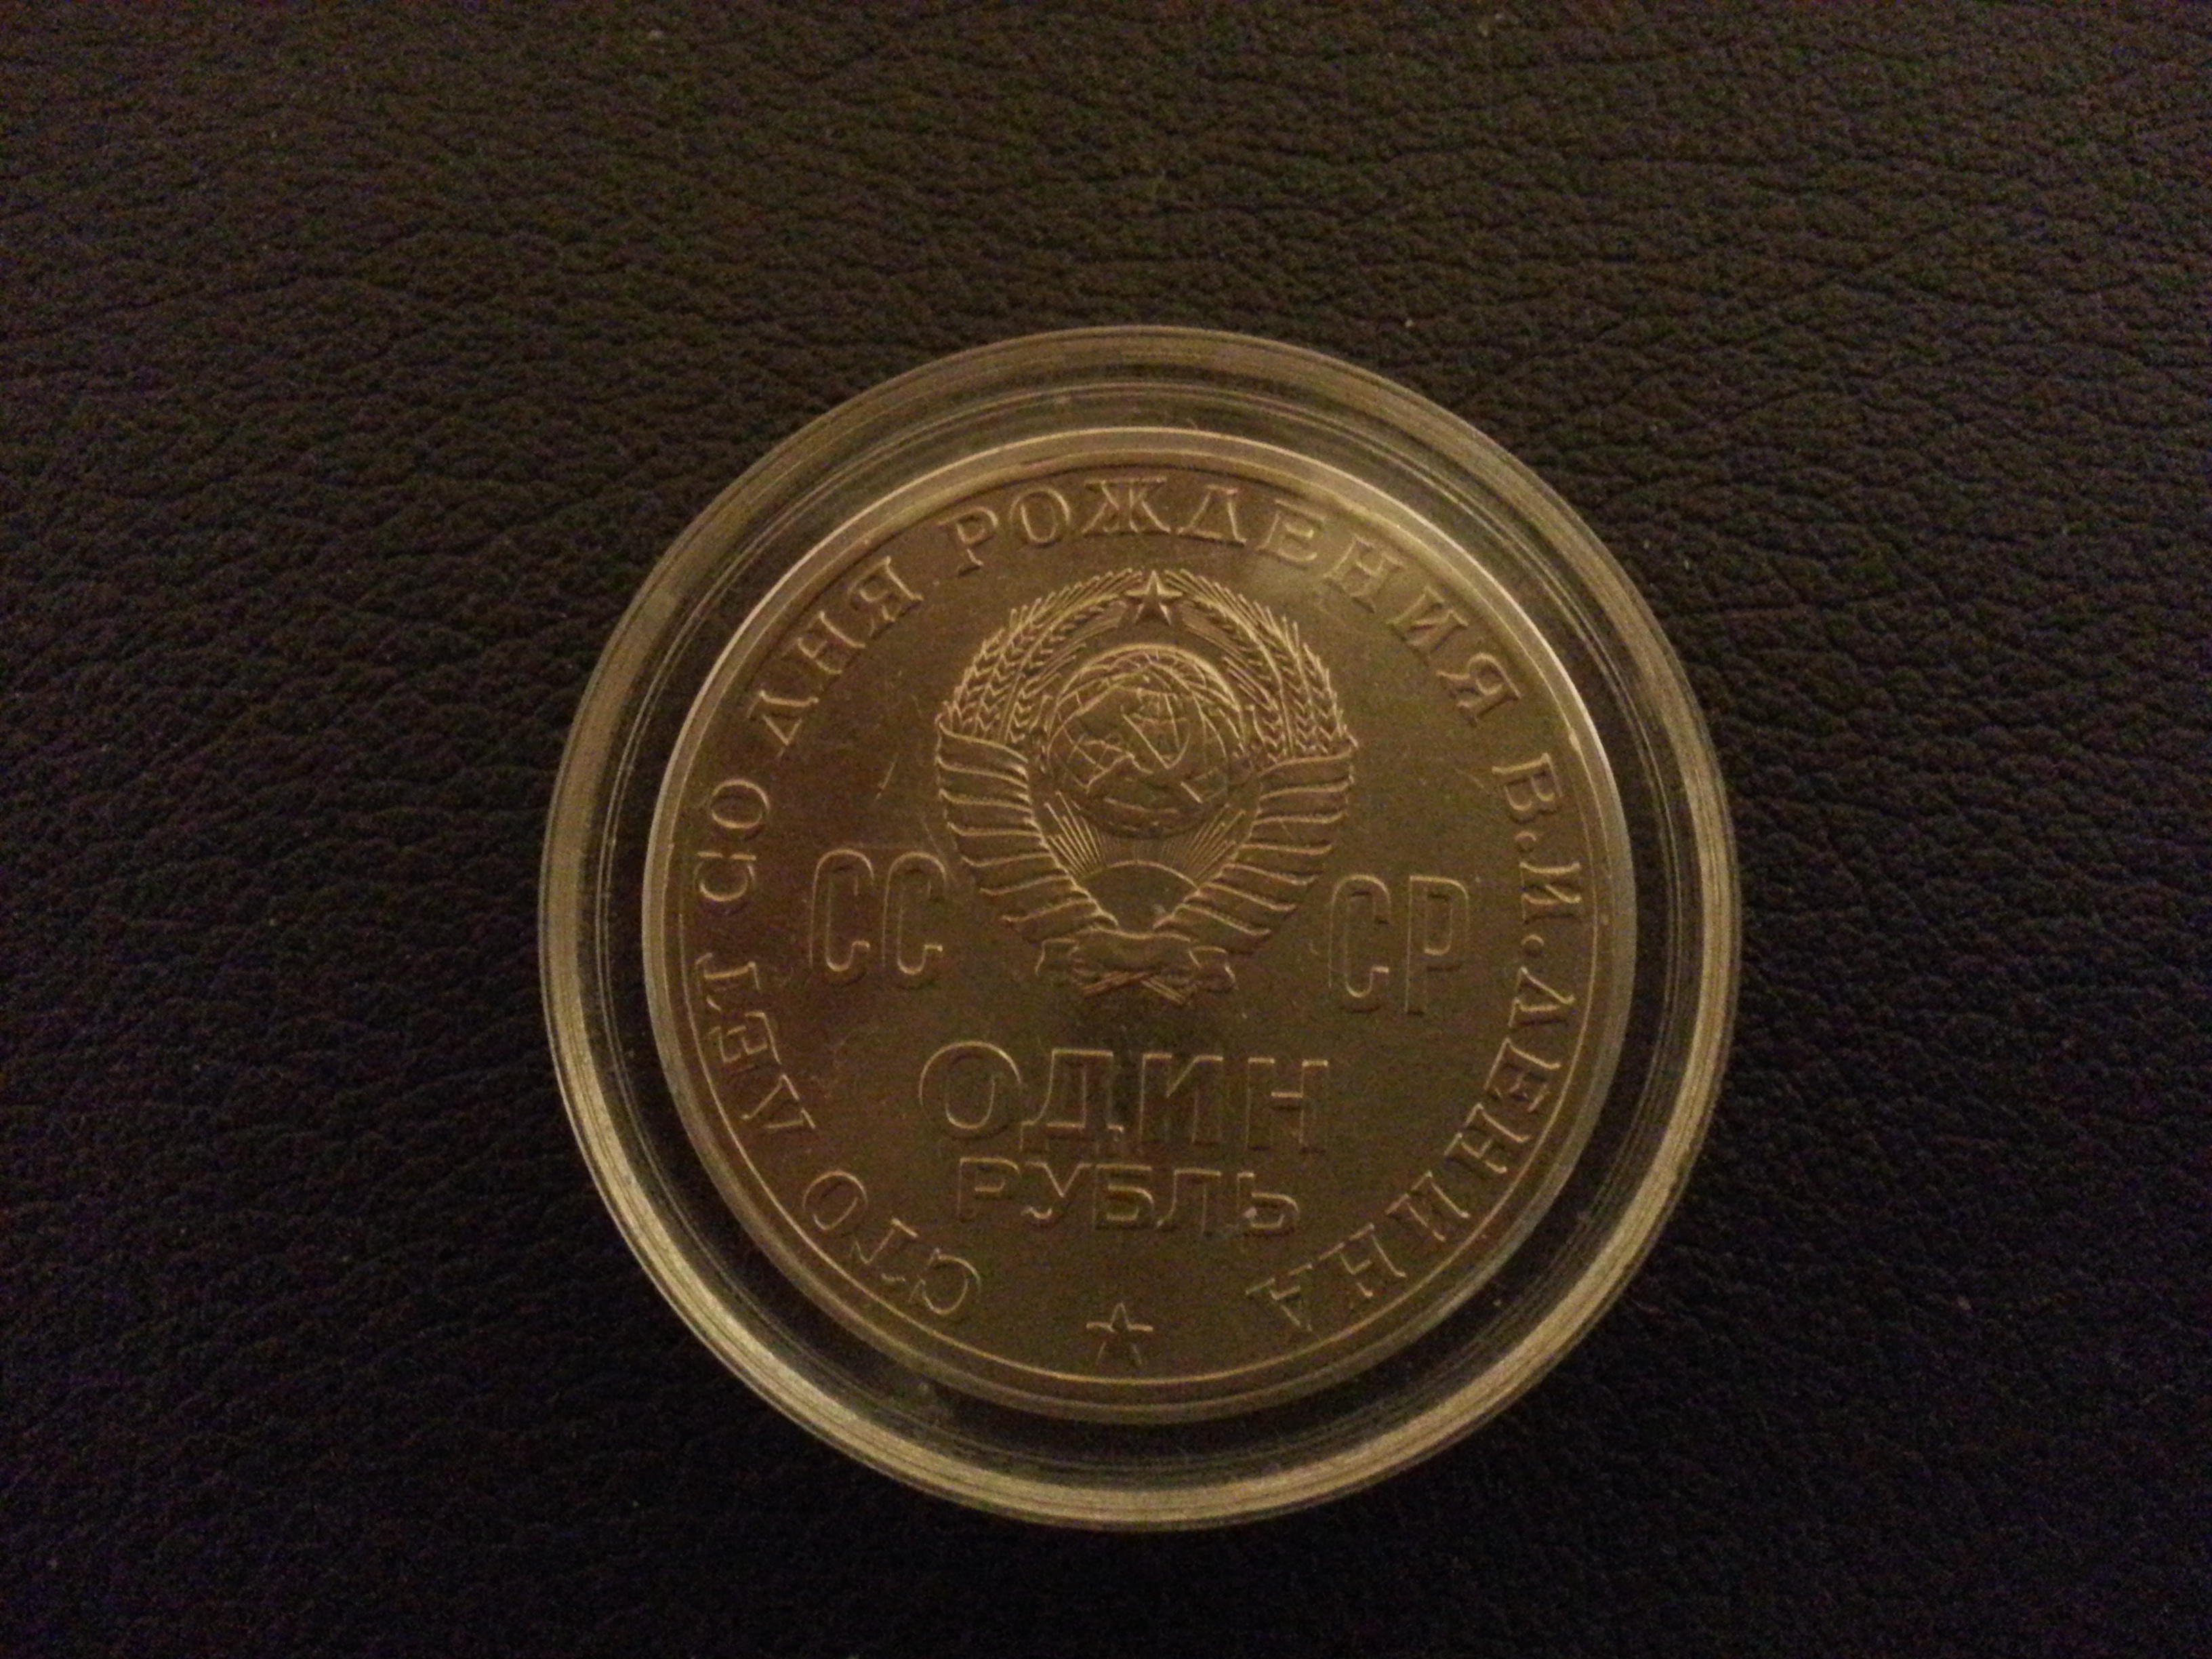 СТО ЛЕТ СО ДНЯ РОЖДЕНИЯ В.И.ЛЕНИНА
СС СР
ОДИН
РУБЛЬ